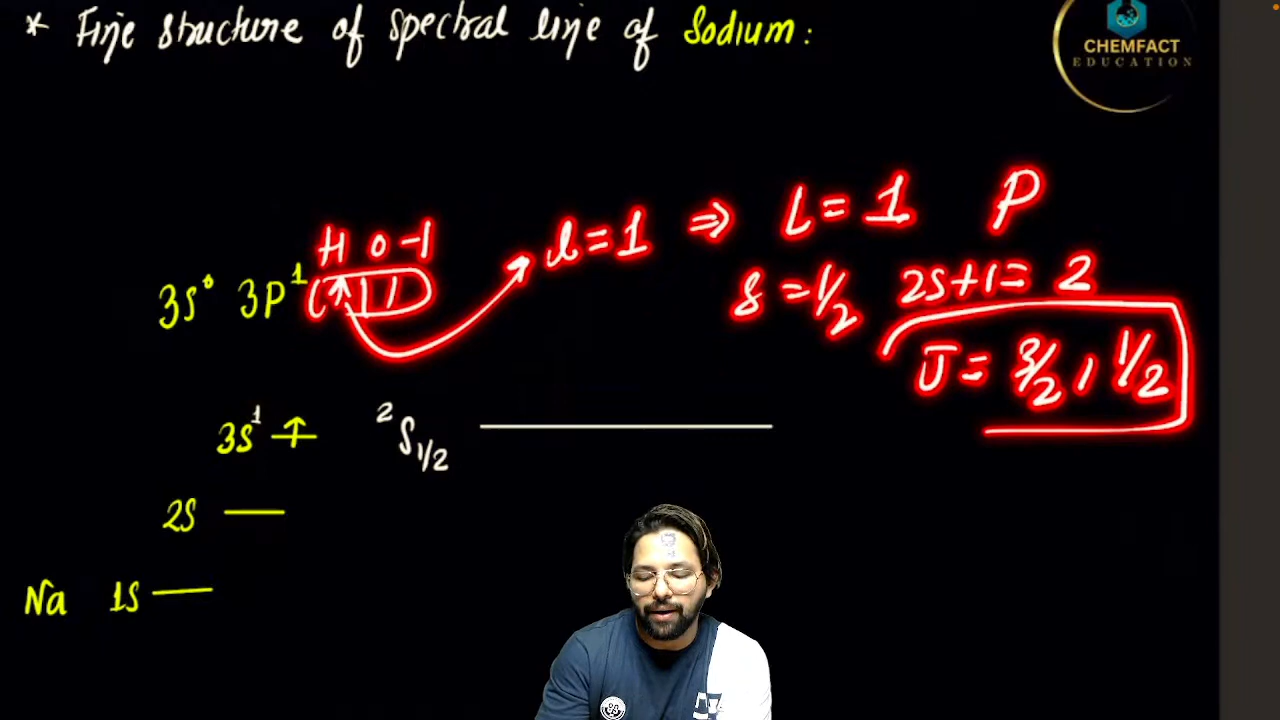 * Fine structure of spectral line of Sodium:
CHEMFACT
EDUCATION
+1 0 -1
3s⁰ 3P¹
l=1 ⇒ L=1 P
S=1/2 2S+1=2
J=3/2, 1/2
3s¹ ↑ ²S₁/₂
2S
Na 1S